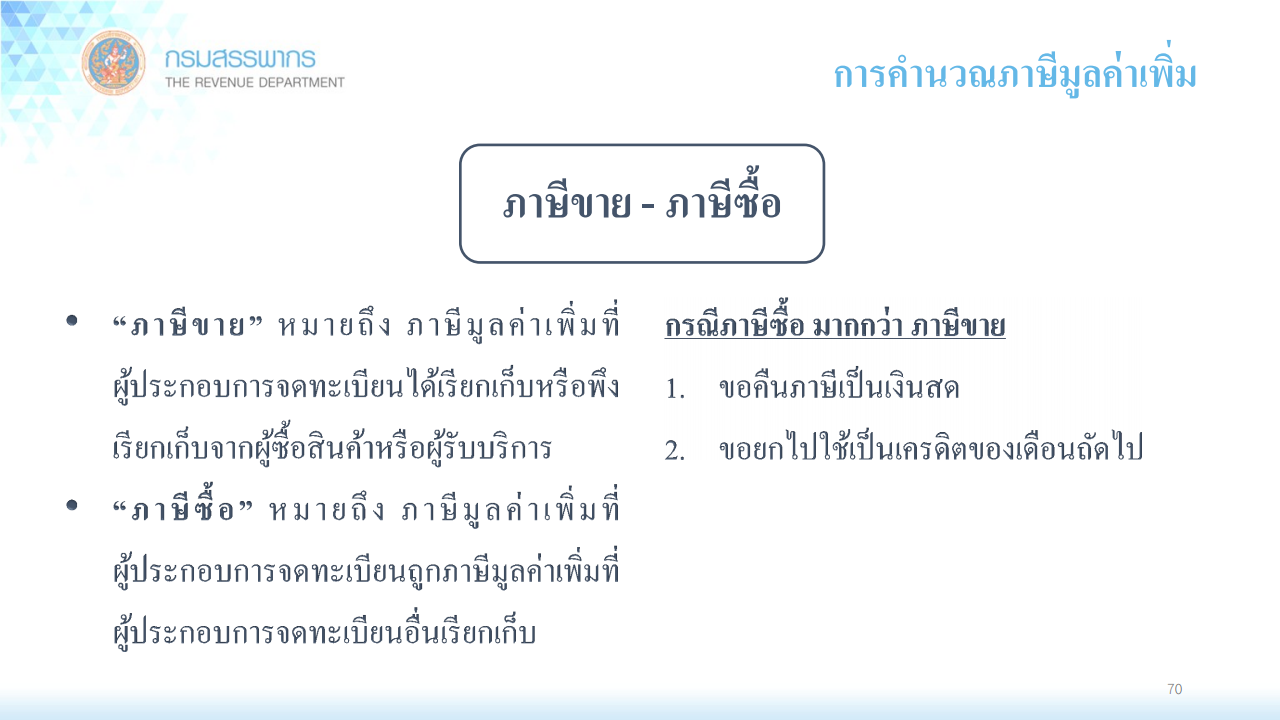 กรมสรรพากร
THE REVENUE DEPARTMENT
การคำนวณภาษีมูลค่าเพิ่ม
ภาษีขาย - ภาษีซื้อ
• “ภาษีขาย” หมายถึง ภาษีมูลค่าเพิ่มที่
ผู้ประกอบการจดทะเบียนได้เรียกเก็บหรือพึง
เรียกเก็บจากผู้ซื้อสินค้าหรือผู้รับบริการ
• “ภาษีซื้อ” หมายถึง ภาษีมูลค่าเพิ่มที่
ผู้ประกอบการจดทะเบียนถูกภาษีมูลค่าเพิ่มที่
ผู้ประกอบการจดทะเบียนอื่นเรียกเก็บ
กรณีภาษีซื้อ มากกว่า ภาษีขาย
1. ขอคืนภาษีเป็นเงินสด
2. ขอยกไปใช้เป็นเครดิตของเดือนถัดไป
70